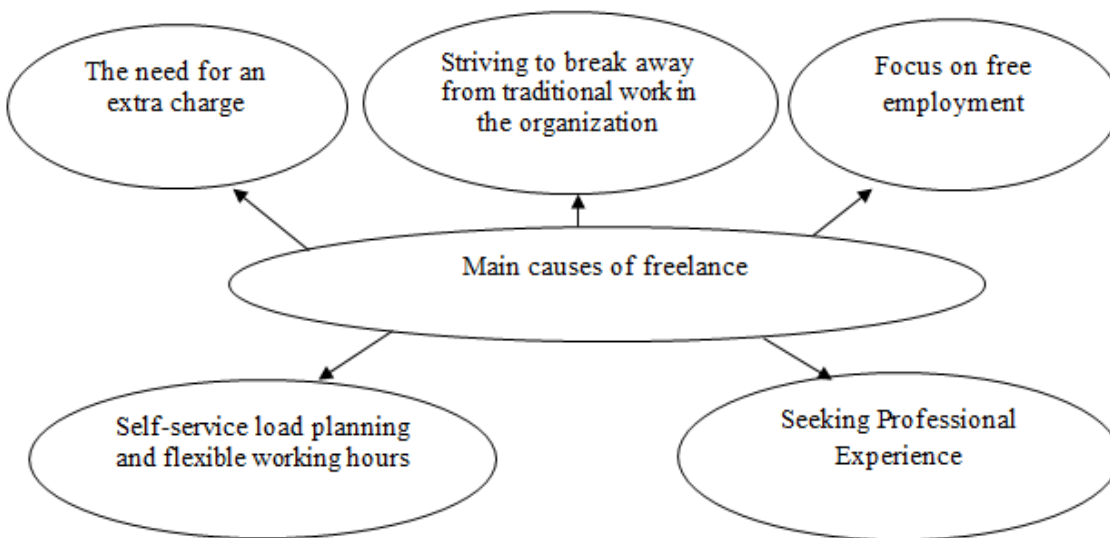 The need for an
extra charge
Striving to break away
from traditional work in
the organization
Focus on free
employment
Main causes of freelance
Self-service load planning
and flexible working hours
Seeking Professional
Experience